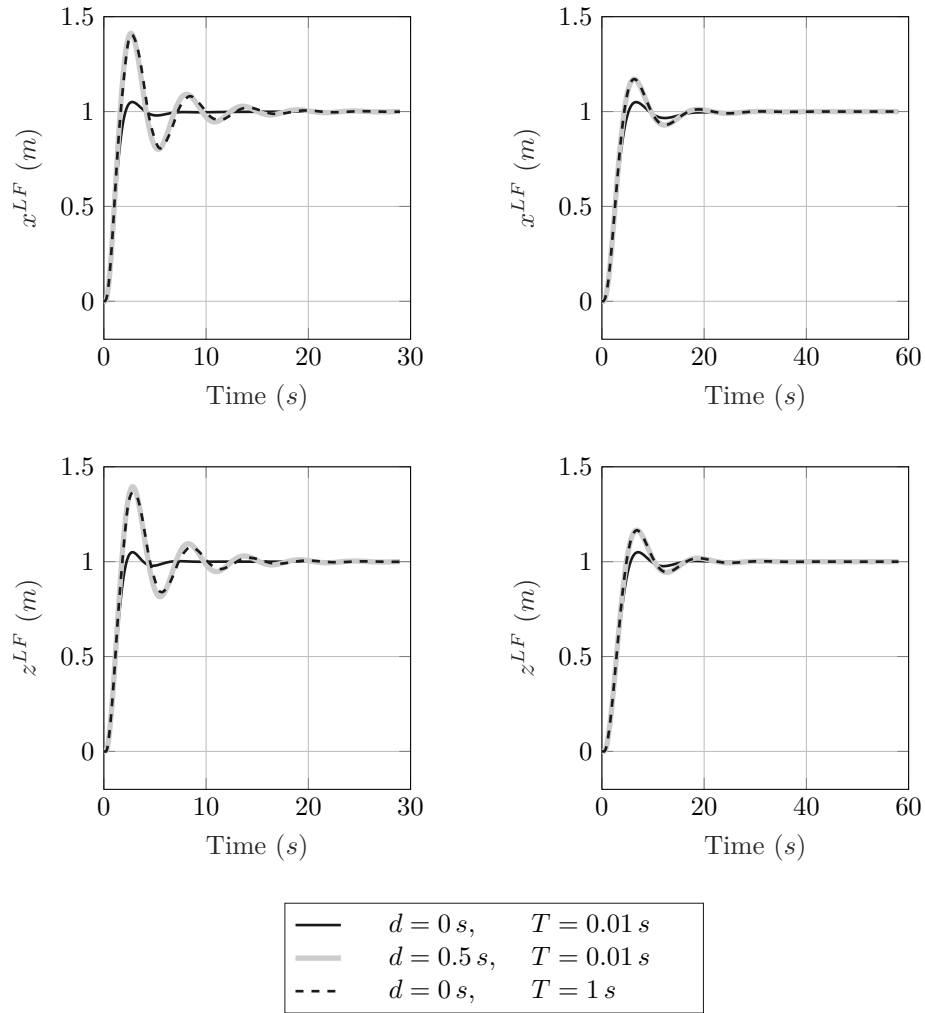 1.5
1
0.5
0
0 10 20 30
x^{LF} (m)
Time (s)
1.5
1
0.5
0
0 20 40 60
x^{LF} (m)
Time (s)
1.5
1
0.5
0
0 10 20 30
z^{LF} (m)
Time (s)
1.5
1
0.5
0
0 20 40 60
z^{LF} (m)
Time (s)
d = 0 s, T = 0.01 s
d = 0.5 s, T = 0.01 s
d = 0 s, T = 1 s